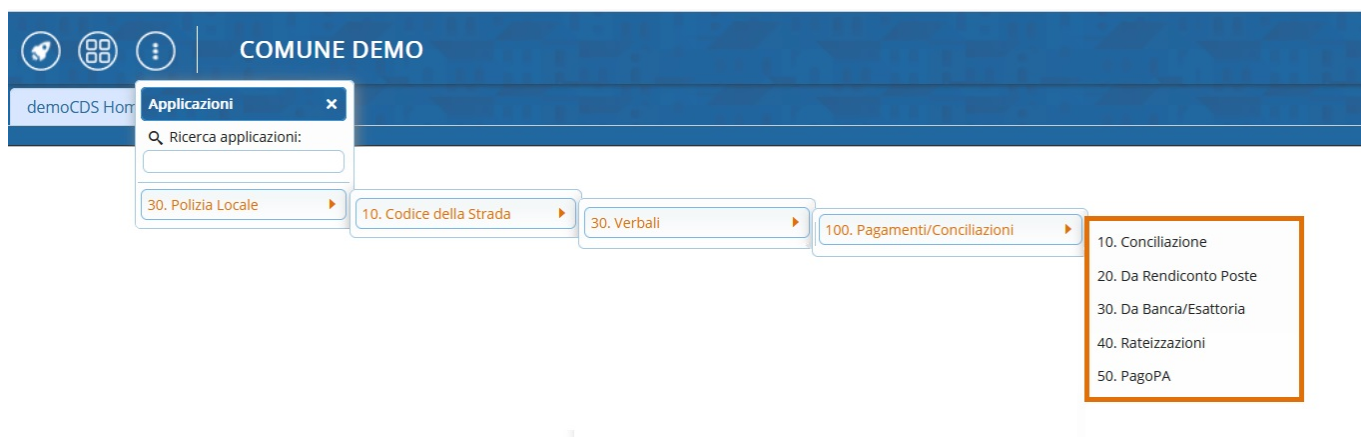 COMUNE DEMO
demoCDS Hom
Applicazioni
Ricerca applicazioni:
30. Polizia Locale
10. Codice della Strada
30. Verbali
100. Pagamenti/Conciliazioni
10. Conciliazione
20. Da Rendiconto Poste
30. Da Banca/Esattoria
40. Rateizzazioni
50. PagoPA